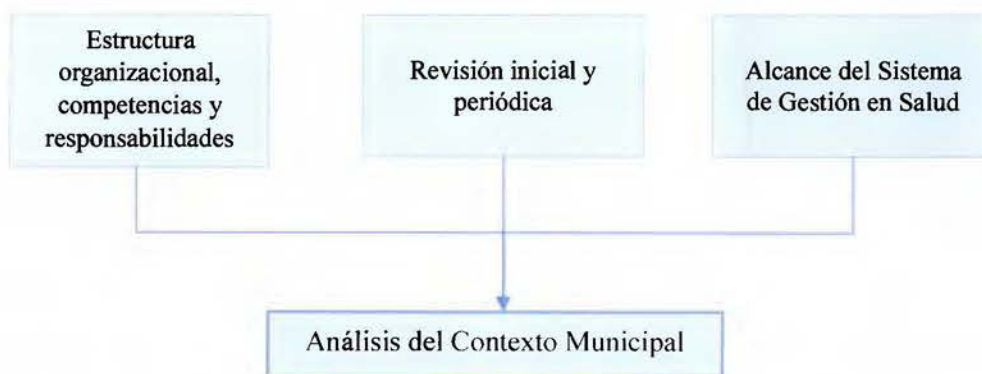 Estructura
organizacional,
competencias y
responsabilidades
Revisión inicial y
periódica
Alcance del Sistema
de Gestión en Salud
Análisis del Contexto Municipal